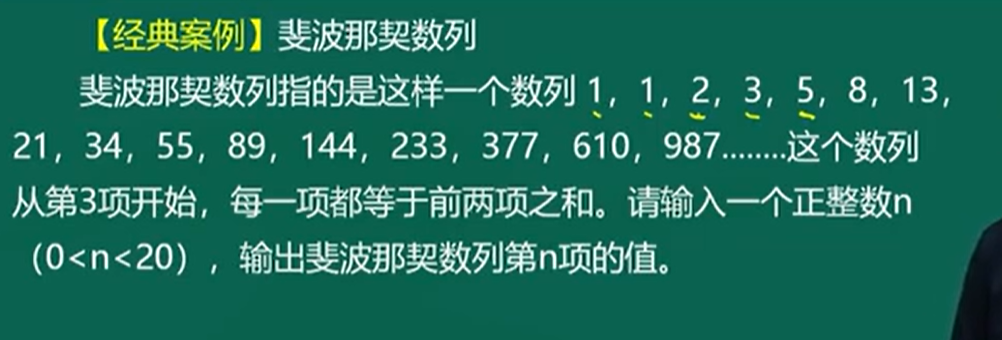 【经典案例】斐波那契数列
斐波那契数列指的是这样一个数列 1，1，2，3，5，8，13，
21，34，55，89，144，233，377，610，987........这个数列
从第3项开始，每一项都等于前两项之和。请输入一个正整数n
（0<n<20），输出斐波那契数列第n项的值。